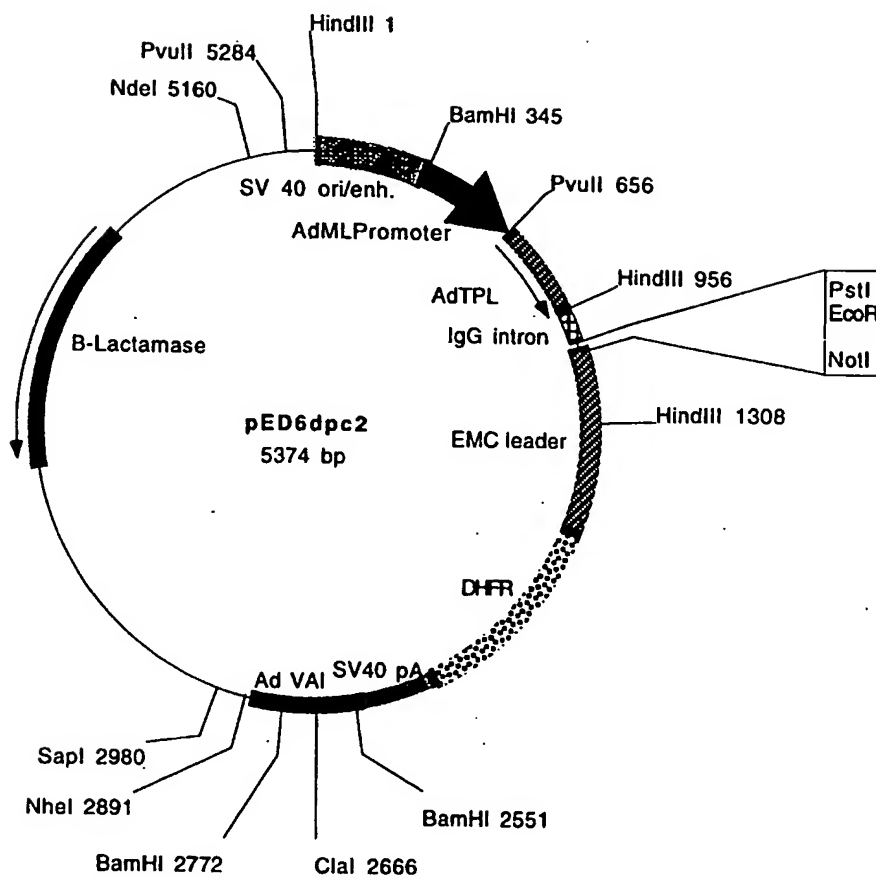 HindIII 1
PvuII 5284
NdeI 5160
BamHI 345
SV 40 ori/enh.
PvuII 656
AdMLPromoter
HindIII 956
AdTPL
PstI
EcoR
IgG intron
B-Lactamase
NotI
pED6dpc2
5374 bp
EMC leader
HindIII 1308
DHFR
Ad VAI
SV40 pA
SapI 2980
NheI 2891
BamHI 2551
BamHI 2772
ClaI 2666